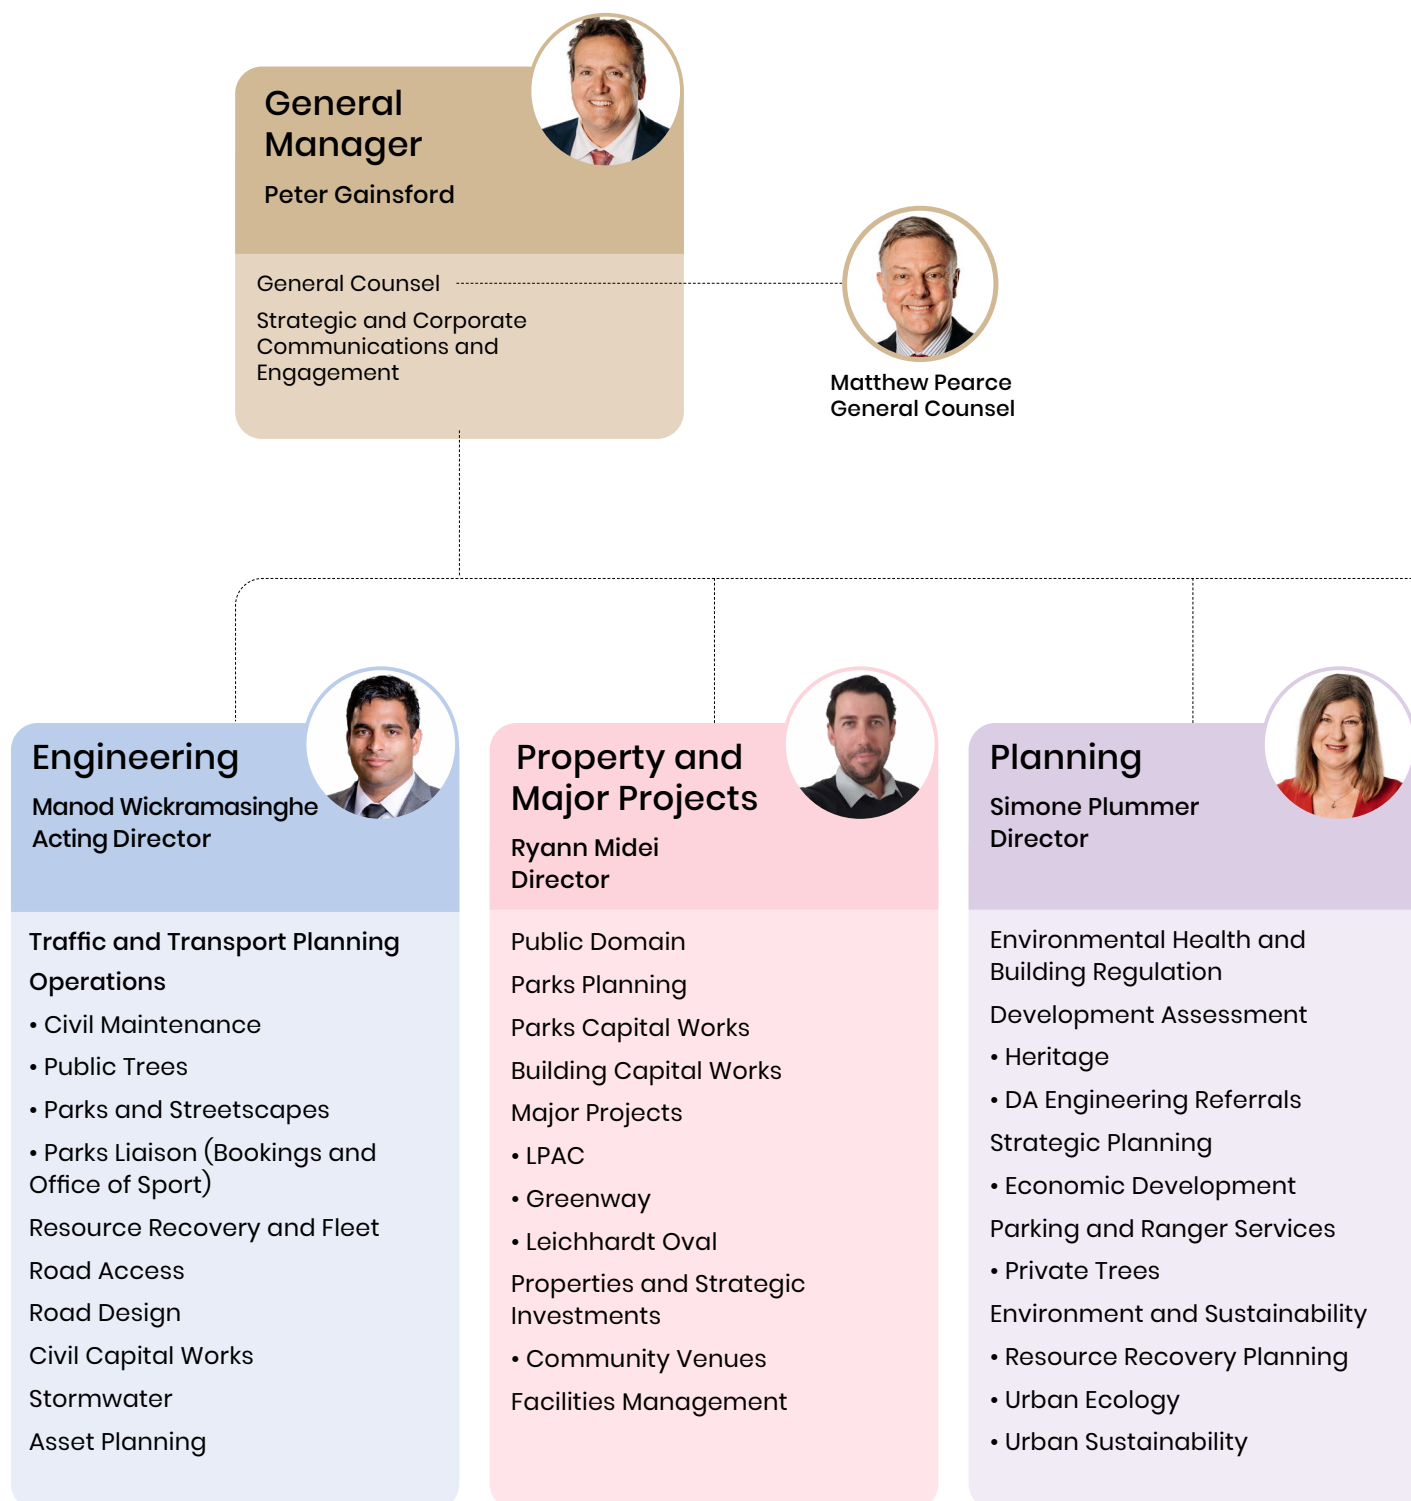 General
Manager
Peter Gainsford
General Counsel
Strategic and Corporate
Communications and
Engagement
Matthew Pearce
General Counsel
Engineering
Manod Wickramasinghe
Acting Director
Traffic and Transport Planning
Operations
• Civil Maintenance
• Public Trees
• Parks and Streetscapes
• Parks Liaison (Bookings and
Office of Sport)
Resource Recovery and Fleet
Road Access
Road Design
Civil Capital Works
Stormwater
Asset Planning
Property and
Major Projects
Ryann Midei
Director
Public Domain
Parks Planning
Parks Capital Works
Building Capital Works
Major Projects
• LPAC
• Greenway
• Leichhardt Oval
Properties and Strategic
Investments
• Community Venues
Facilities Management
Planning
Simone Plummer
Director
Environmental Health and
Building Regulation
Development Assessment
• Heritage
• DA Engineering Referrals
Strategic Planning
• Economic Development
Parking and Ranger Services
• Private Trees
Environment and Sustainability
• Resource Recovery Planning
• Urban Ecology
• Urban Sustainability